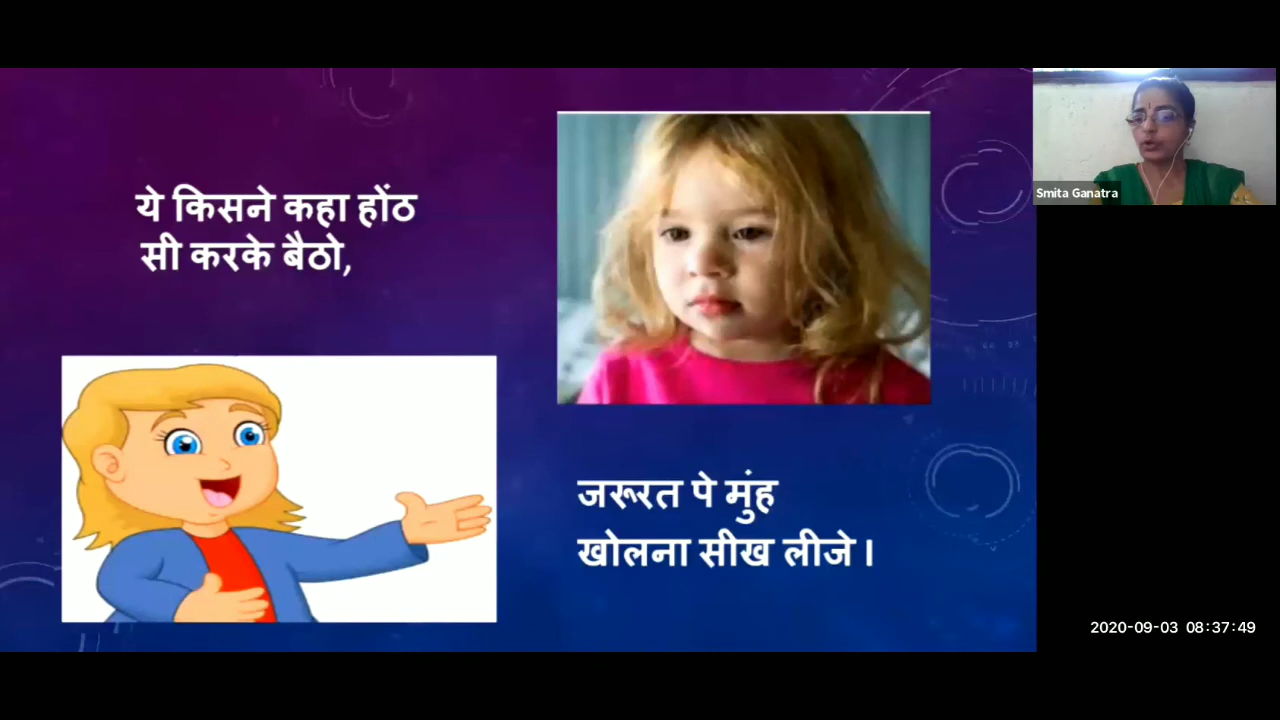 ये किसने कहा होंठ
सी करके बैठो,
जरूरत पे मुंह
खोलना सीख लीजे ।
Smita Ganatra
2020-09-03 08:37:49